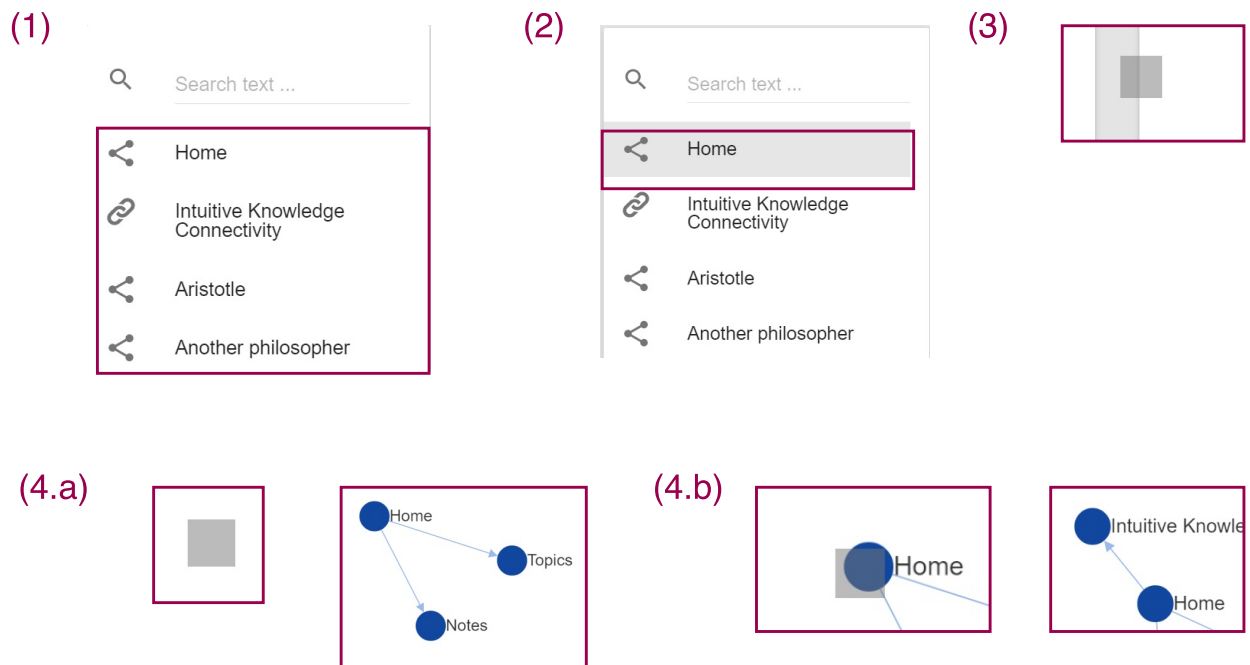 (1)
Search text ...
Home
Intuitive Knowledge
Connectivity
Aristotle
Another philosopher
(2)
Search text ...
Home
Intuitive Knowledge
Connectivity
Aristotle
Another philosopher
(3)
(4.a)
Home
Topics
Notes
(4.b)
Home
Intuitive Knowle
Home